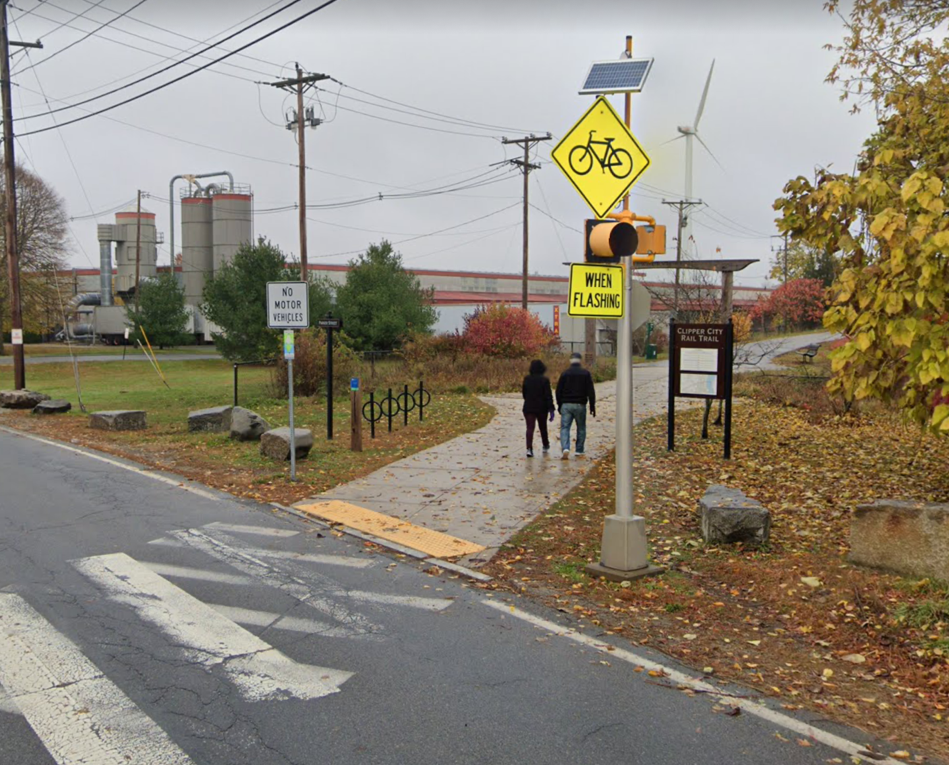 NO
MOTOR
VEHICLES
WHEN
FLASHING
CLIPPER CITY
RAIL TRAIL